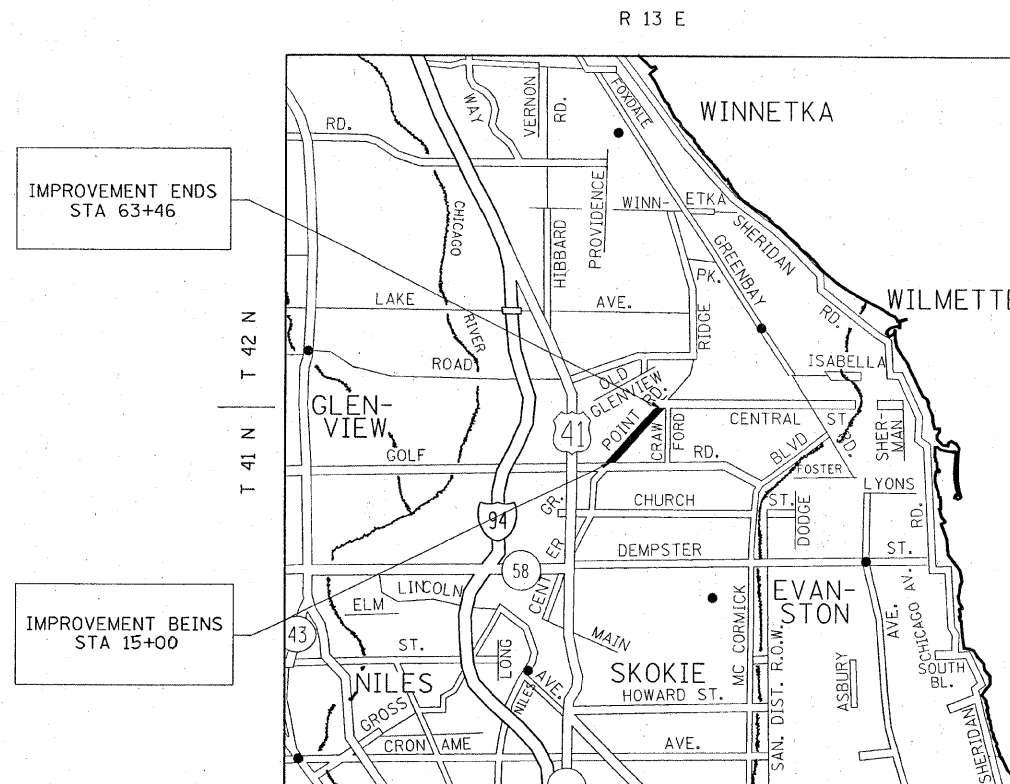 R 13 E
WINNETKA
FOXDALE
WAY
VERNON
RD.
RD.
IMPROVEMENT ENDS
STA 63+46
PROVIDENCE
WINN-
ETKA
SHERIDAN
RD.
CHICAGO
RIVER
HIBBARD
GREENBAY
PK.
RIDGE
WILMETTE
LAKE
AVE.
T 42 N
ROAD
ISABELLA
OLD
GLENVIEW
RD.
GLEN-
VIEW
41
POINT
CRAW
FORD
CENTRAL
ST
SHER-
MAN
T 41 N
GOLF
RD.
BLVD
RD.
FOSTER
LYONS
RD.
94
GR.
CHURCH
ST.
DODGE
DEMPSTER
ST.
58
ER
CENT
LINCOLN
ELM
IMPROVEMENT BEINS
STA 15+00
43
ST.
MAIN
LONG
MC CORMICK
EVAN-
STON
AVE.
CHICAGO AV.
SOUTH
BL.
NILES
AVE.
NILES
SKOKIE
HOWARD ST.
SAN. DIST. R.O.W.
ASBURY
GROSS
CRON
AME
AVE.
SHERIDAN